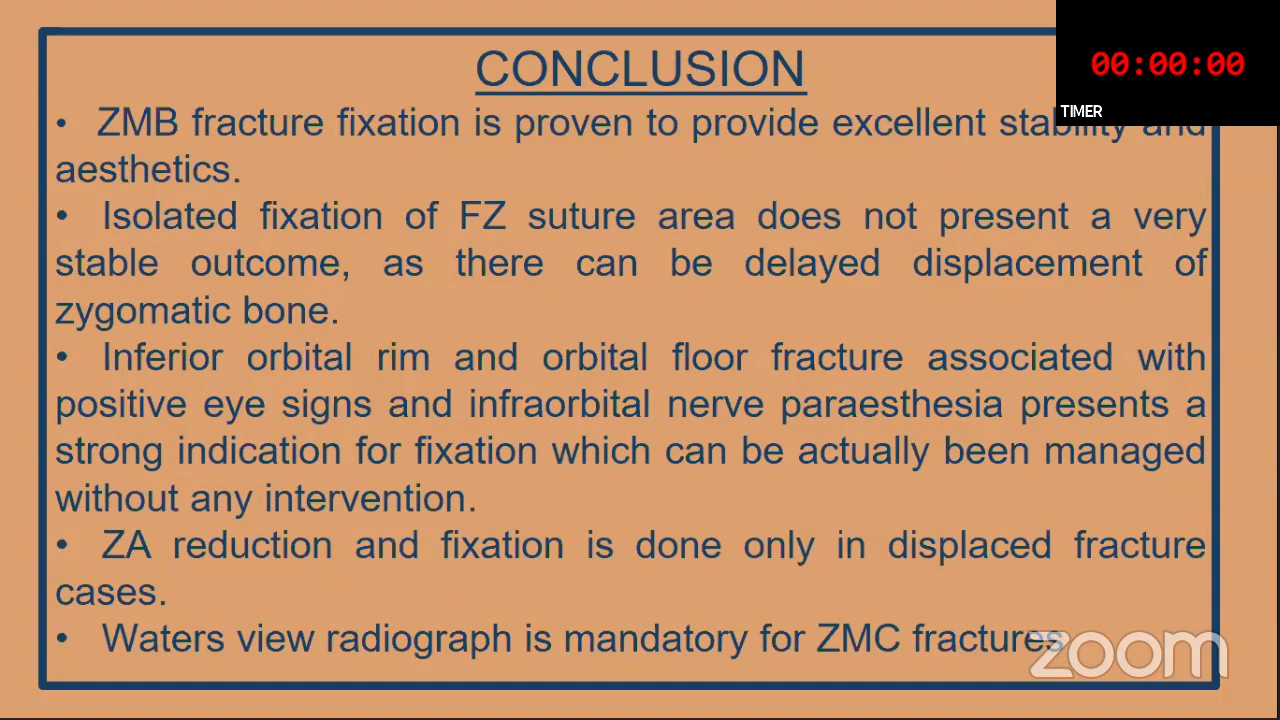 CONCLUSION
00:00:00
TIMER
• ZMB fracture fixation is proven to provide excellent stability and
aesthetics.
• Isolated fixation of FZ suture area does not present a very
stable outcome, as there can be delayed displacement of
zygomatic bone.
• Inferior orbital rim and orbital floor fracture associated with
positive eye signs and infraorbital nerve paraesthesia presents a
strong indication for fixation which can be actually been managed
without any intervention.
• ZA reduction and fixation is done only in displaced fracture
cases.
• Waters view radiograph is mandatory for ZMC fractures
zoom